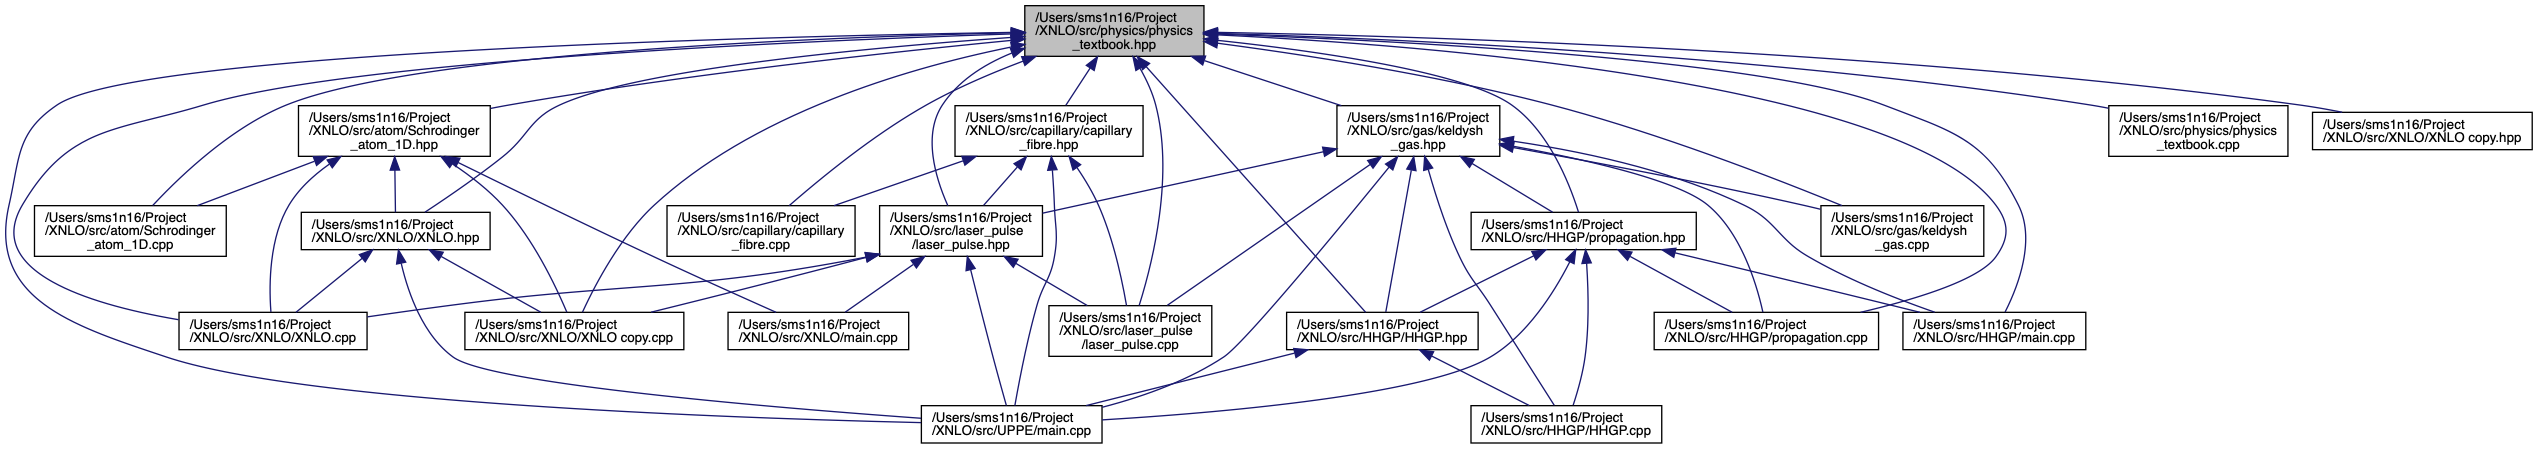 /Users/sms1n16/Project
/XNLO/src/physics/physics
_textbook.hpp
/Users/sms1n16/Project
/XNLO/src/atom/Schrodinger
_atom_1D.hpp
/Users/sms1n16/Project
/XNLO/src/capillary/capillary
_fibre.hpp
/Users/sms1n16/Project
/XNLO/src/gas/keldysh
_gas.hpp
/Users/sms1n16/Project
/XNLO/src/physics/physics
_textbook.cpp
/Users/sms1n16/Project
/XNLO/src/XNLO/XNLO copy.hpp
/Users/sms1n16/Project
/XNLO/src/atom/Schrodinger
_atom_1D.cpp
/Users/sms1n16/Project
/XNLO/src/XNLO/XNLO.hpp
/Users/sms1n16/Project
/XNLO/src/capillary/capillary
_fibre.cpp
/Users/sms1n16/Project
/XNLO/src/laser_pulse
/laser_pulse.hpp
/Users/sms1n16/Project
/XNLO/src/HHGP/propagation.hpp
/Users/sms1n16/Project
/XNLO/src/gas/keldysh
_gas.cpp
/Users/sms1n16/Project
/XNLO/src/XNLO/XNLO.cpp
/Users/sms1n16/Project
/XNLO/src/XNLO/XNLO copy.cpp
/Users/sms1n16/Project
/XNLO/src/XNLO/main.cpp
/Users/sms1n16/Project
/XNLO/src/laser_pulse
/laser_pulse.cpp
/Users/sms1n16/Project
/XNLO/src/HHGP/HHGP.hpp
/Users/sms1n16/Project
/XNLO/src/HHGP/propagation.cpp
/Users/sms1n16/Project
/XNLO/src/HHGP/main.cpp
/Users/sms1n16/Project
/XNLO/src/UPPE/main.cpp
/Users/sms1n16/Project
/XNLO/src/HHGP/HHGP.cpp